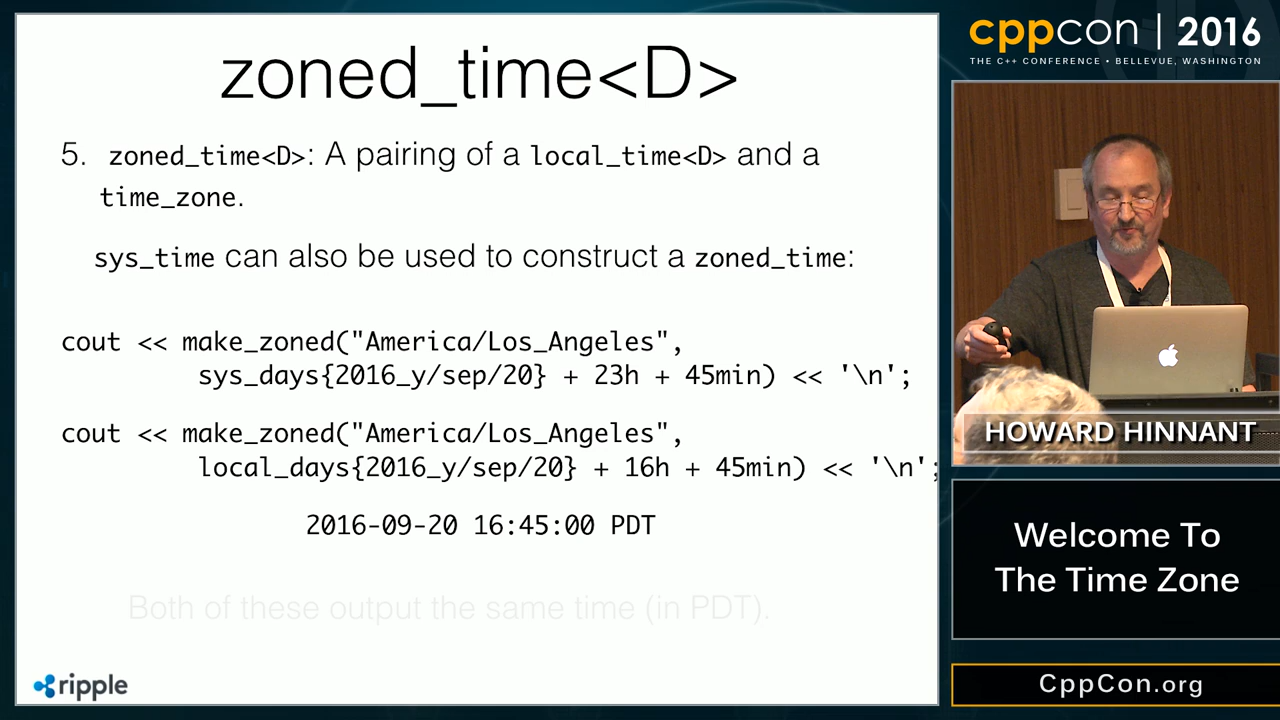 zoned_time<D>
5. zoned_time<D>: A pairing of a local_time<D> and a
time_zone.
sys_time can also be used to construct a zoned_time:
cout << make_zoned("America/Los_Angeles",
sys_days{2016_y/sep/20} + 23h + 45min) << '\n';
cout << make_zoned("America/Los_Angeles",
local_days{2016_y/sep/20} + 16h + 45min) << '\n';
2016-09-20 16:45:00 PDT
Both of these output the same time (in PDT).
ripple
cppcon | 2016
THE C++ CONFERENCE • BELLEVUE, WASHINGTON
HOWARD HINNANT
Welcome To
The Time Zone
CppCon.org